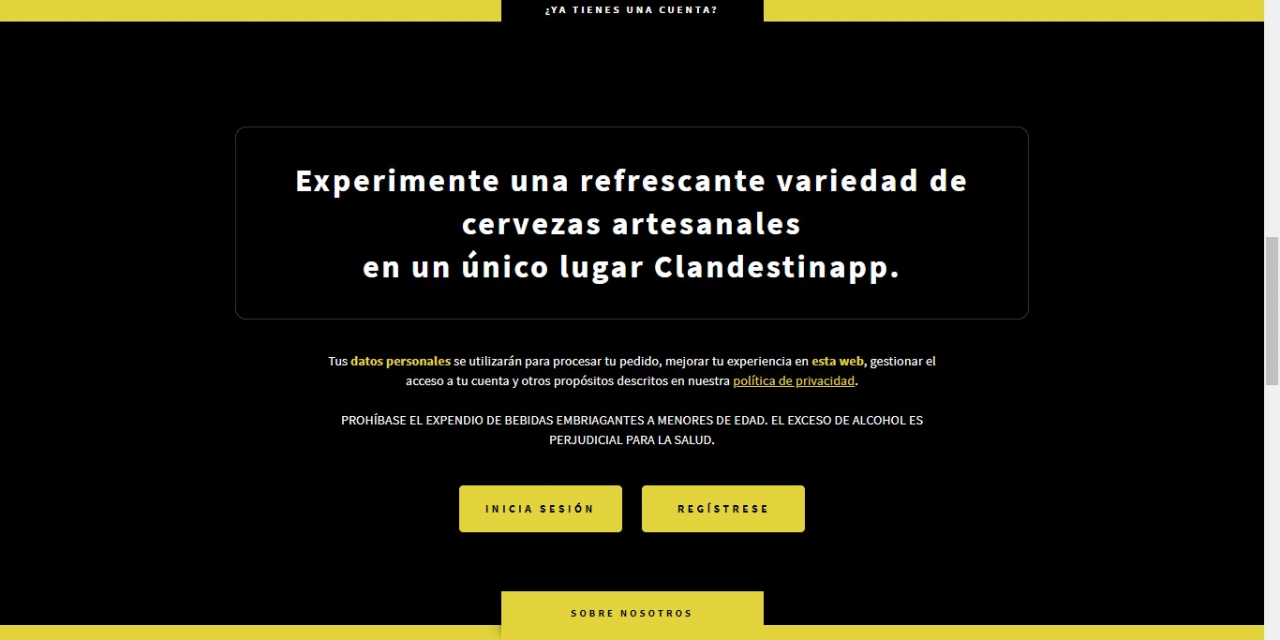 ¿YA TIENES UNA CUENTA?
Experimente una refrescante variedad de
cervezas artesanales
en un único lugar Clandestinapp.
Tus datos personales se utilizarán para procesar tu pedido, mejorar tu experiencia en esta web, gestionar el
acceso a tu cuenta y otros propósitos descritos en nuestra política de privacidad.
PROHÍBASE EL EXPENDIO DE BEBIDAS EMBRIAGANTES A MENORES DE EDAD. EL EXCESO DE ALCOHOL ES
PERJUDICIAL PARA LA SALUD.
INICIA SESIÓN
REGÍSTRESE
SOBRE NOSOTROS